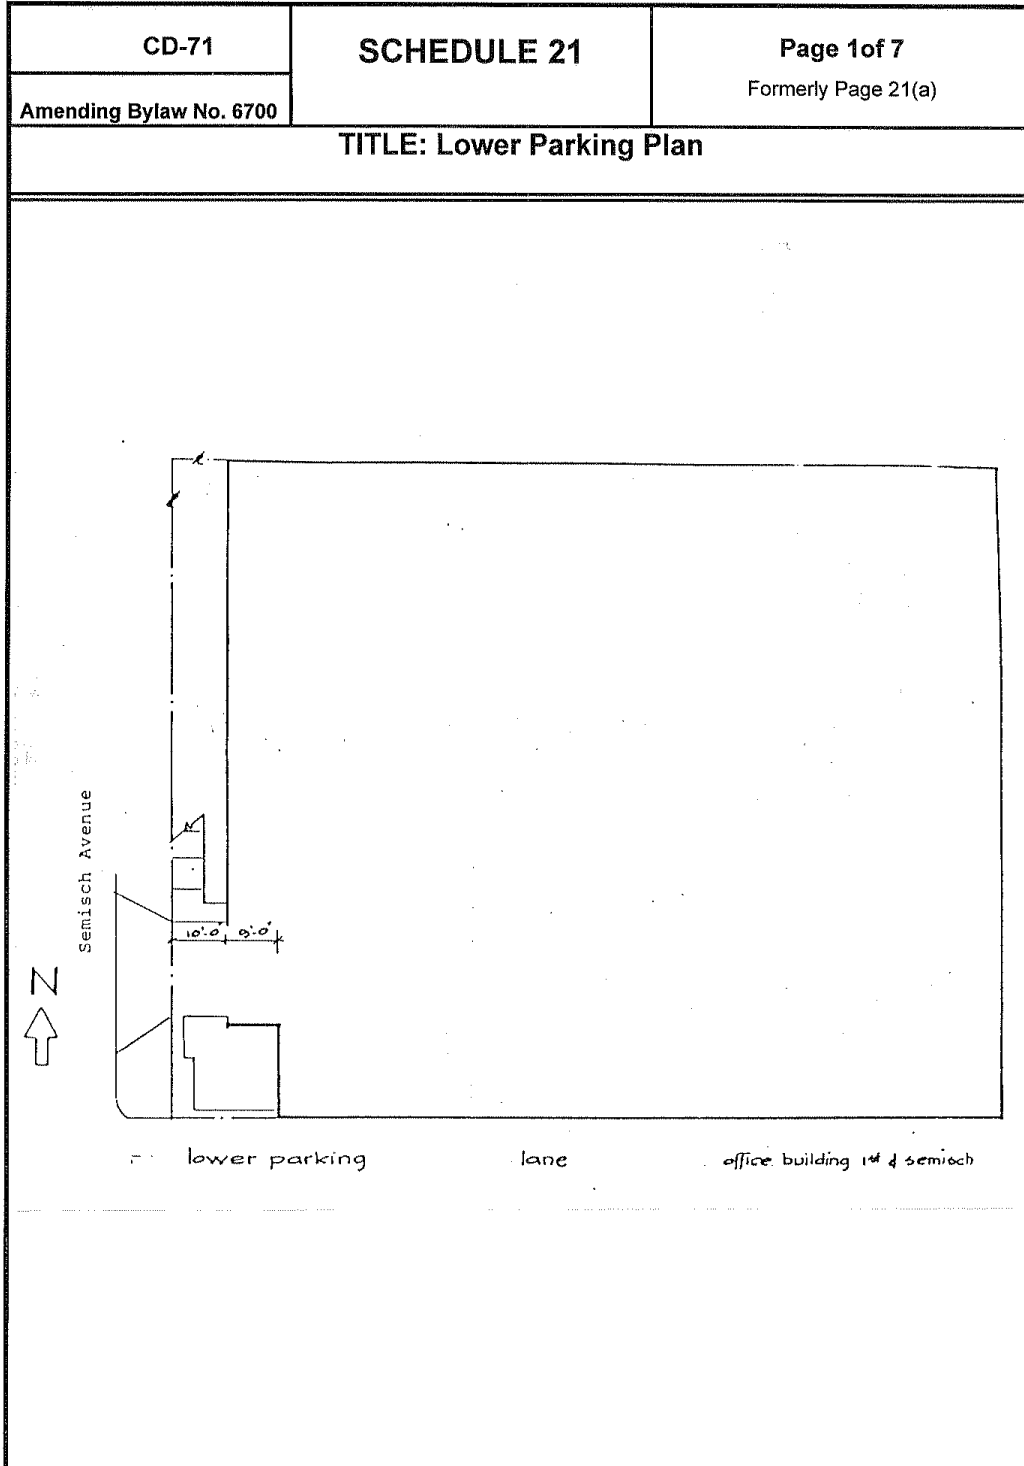 CD-71
SCHEDULE 21
Page 1of 7
Formerly Page 21(a)
Amending Bylaw No. 6700
TITLE: Lower Parking Plan
Semisch Avenue
10'-0" 9'-0"
N
lower parking
lane
office building 1st & semisch